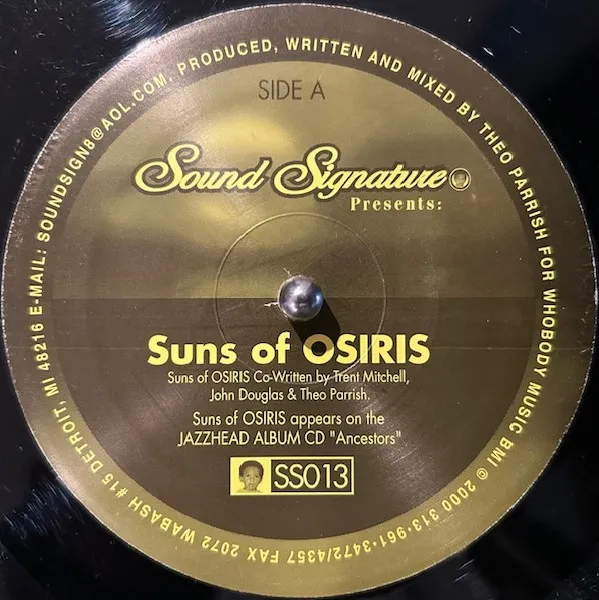 SIDE A
Sound Signature
Presents:
Suns of OSIRIS
Suns of OSIRIS Co-Written by Trent Mitchell,
John Douglas & Theo Parrish.
Suns of OSIRIS appears on the
JAZZHEAD ALBUM CD "Ancestors"
SS013
PRODUCED, WRITTEN AND MIXED BY THEO PARRISH FOR WHOBODY MUSIC BMI © 2000 313-961-3472/4357 FAX 2072 WABASH #15 DETROIT, MI 48216 E-MAIL: SOUNDSIGN8@AOL.COM,